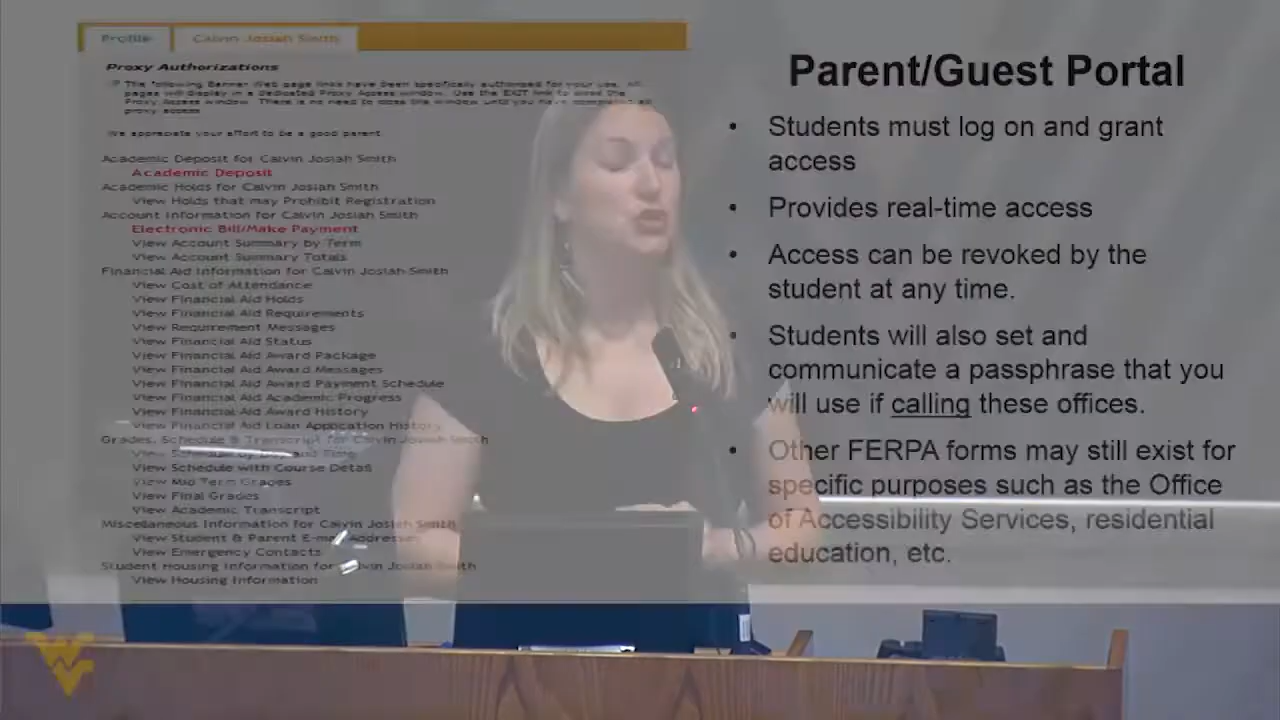 Profile
Calvin Josiah Smith
Proxy Authorizations
The following Banner Web page links have been specifically authorized for your use. All
pages will display in a dedicated Proxy Access window. Use the EXIT link to avoid the
Proxy Access window. There is no need to close this window until you have completed all
proxy access
We appreciate your effort to be a good parent
Academic Deposit for Calvin Josiah Smith
Academic Deposit
Academic Holds for Calvin Josiah Smith
View Holds that may Prohibit Registration
Account Information for Calvin Josiah Smith
Electronic Bill/Make Payment
View Account Summary by Term
View Account Summary Totals
Financial Aid Information for Calvin Josiah Smith
View Cost of Attendance
View Financial Aid Holds
View Financial Aid Requirements
View Requirement Messages
View Financial Aid Status
View Financial Aid Award Package
View Financial Aid Award Messages
View Financial Aid Award Payment Schedule
View Financial Aid Academic Progress
View Financial Aid Award History
View Financial Aid Loan Application History
Grades, Schedule & Transcript for Calvin Josiah Smith
View Schedule by Day and Time
View Schedule with Course Detail
View Mid Term Grades
View Final Grades
View Academic Transcript
Miscellaneous Information for Calvin Josiah Smith
View Student & Parent E-mail Addresses
View Emergency Contacts
Student Housing Information for Calvin Josiah Smith
View Housing Information
Parent/Guest Portal
• Students must log on and grant
access
• Provides real-time access
• Access can be revoked by the
student at any time.
• Students will also set and
communicate a passphrase that you
will use if calling these offices.
• Other FERPA forms may still exist for
specific purposes such as the Office
of Accessibility Services, residential
education, etc.
WV